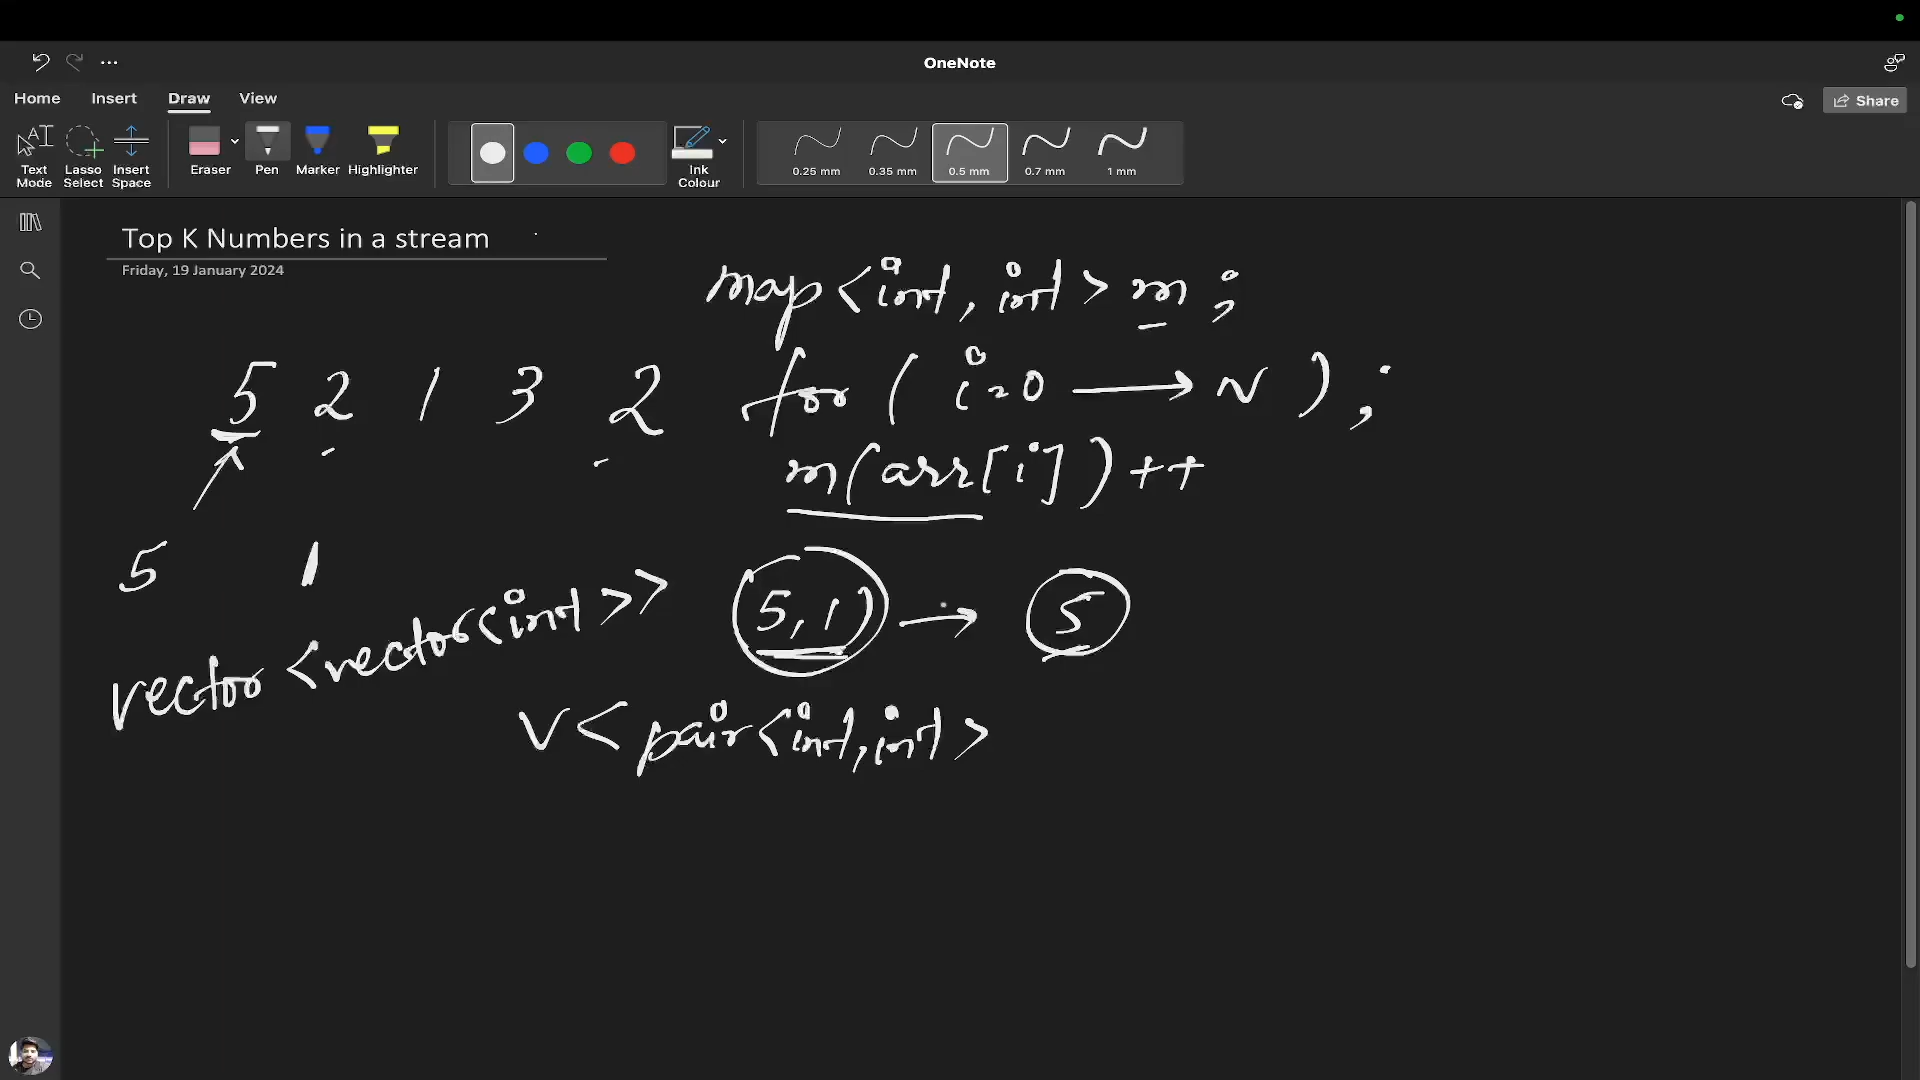 OneNote
Home Insert Draw View
Share
Text Mode
Lasso Select
Insert Space
Eraser
Pen
Marker
Highlighter
Ink Colour
0.25 mm
0.35 mm
0.5 mm
0.7 mm
1 mm
Top K Numbers in a stream
Friday, 19 January 2024
map<int, int> m ;
5 2 1 3 2
for ( i=0 → N ) ;
m(arr[i])++
5 1
vector <vector<int>>
5, 1) → 5
V< pair<int,int>